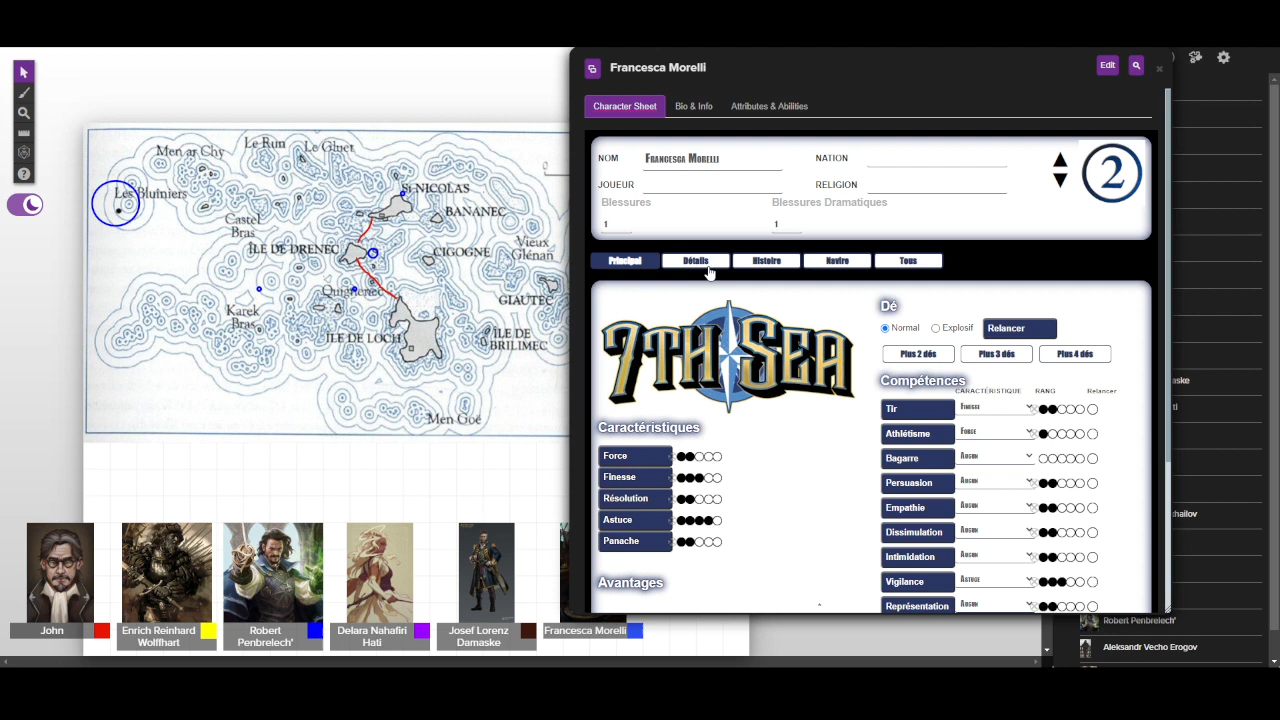 Francesca Morelli
Edit
Character Sheet
Bio & Info
Attributes & Abilities
NOM
Francesca Morelli
NATION
JOUEUR
RELIGION
Blessures
Blessures Dramatiques
1
1
2
Principal
Détails
Histoire
Navire
Tous
7TH SEA
Caractéristiques
Force
Finesse
Résolution
Astuce
Panache
Avantages
Dé
Normal
Explosif
Relancer
Plus 2 dés
Plus 3 dés
Plus 4 dés
Compétences
CARACTÉRISTIQUE
RANG
Relancer
Tir
Finesse
Athlétisme
Force
Bagarre
Aucun
Persuasion
Aucun
Empathie
Aucun
Dissimulation
Aucun
Intimidation
Aucun
Vigilance
Astuce
Représentation
Aucun
Men ar Chy
Le Run
Le Gluet
Les Bluiniers
St NICOLAS
BANANEC
Castel
Bras
ÎLE DE DRENEC
CIGOGNE
Vieux
Glénan
Quignenec
GIAUTEC
Karek
Bras
ÎLE DE LOCH
ÎLE DE
BRILIMEC
Men Goë
0
John
Enrich Reinhard
Wolffhart
Robert
Penbrelech'
Delara Nahafiri
Hati
Josef Lorenz
Damaske
Francesca Morelli
aske
ti
hailov
Robert Penbrelech'
Aleksandr Vecho Erogov